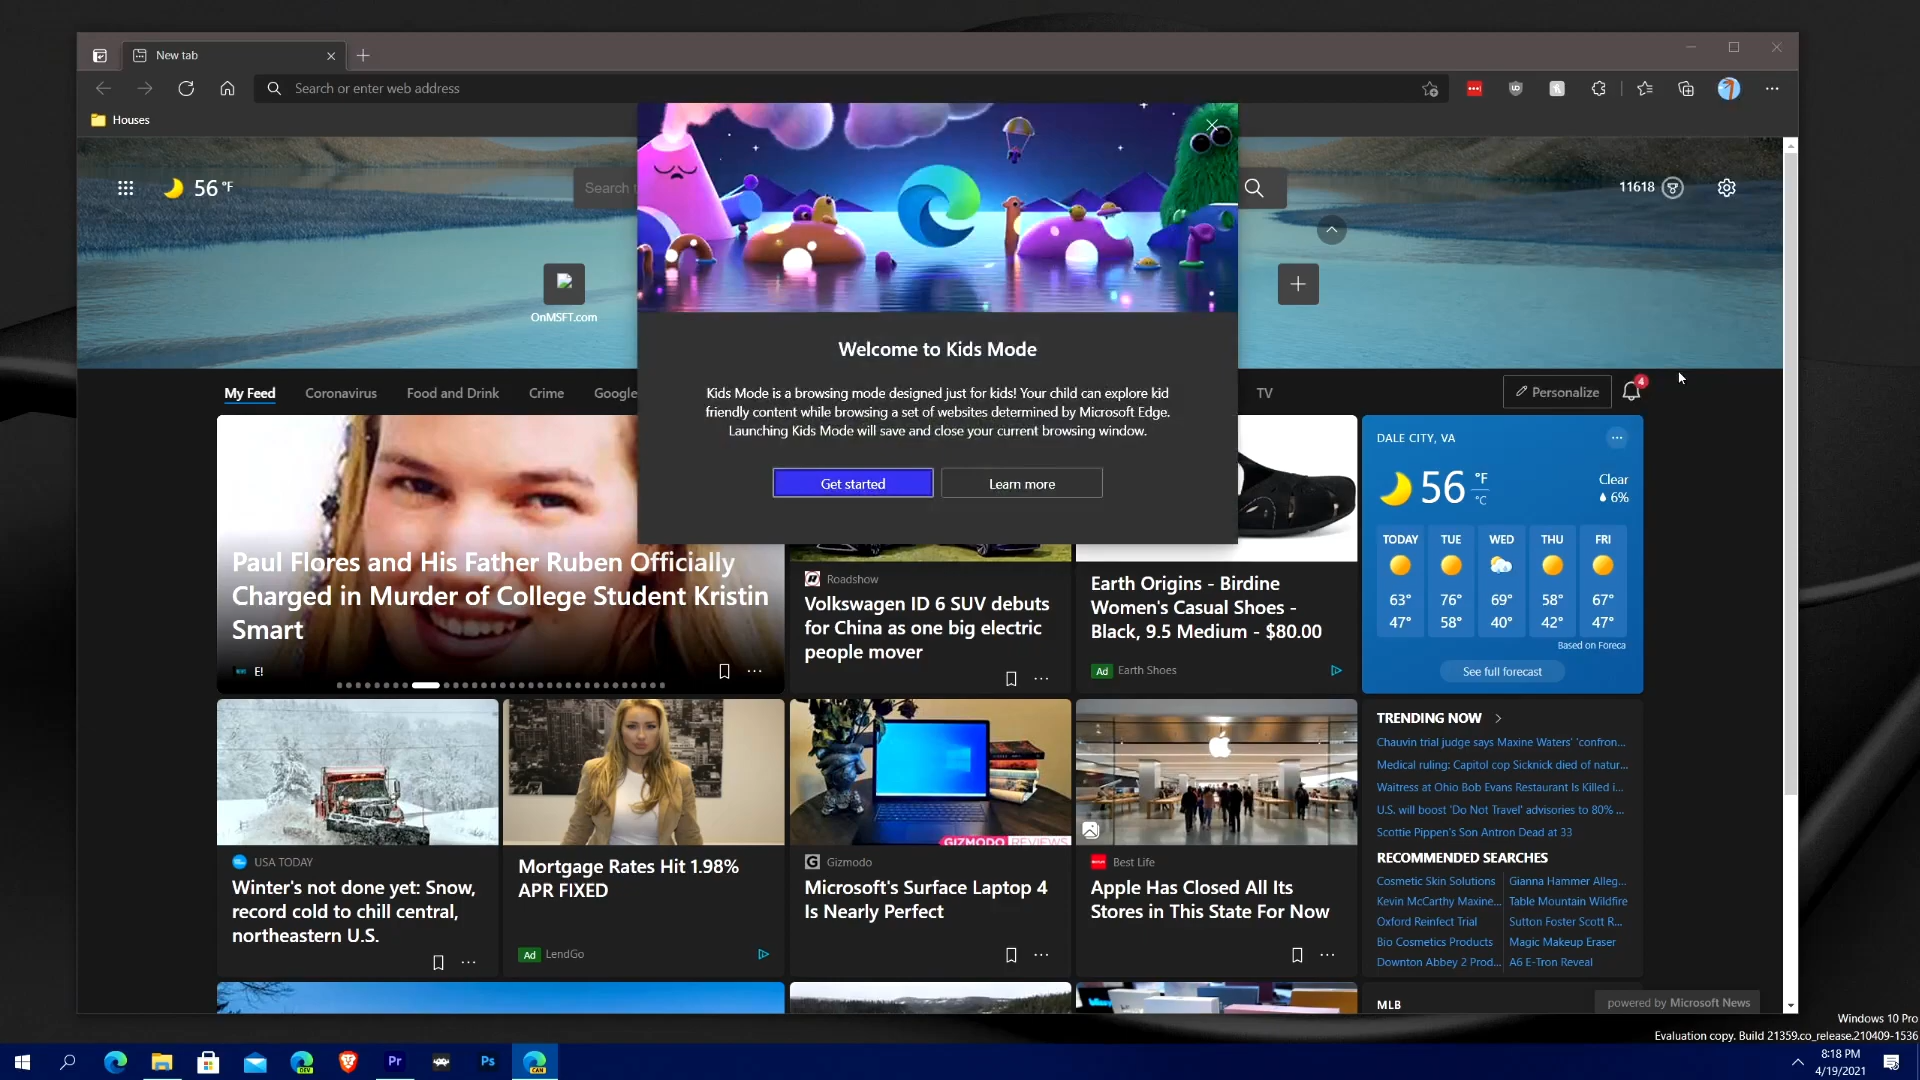 New tab
Search or enter web address
Houses
56 °F
Search t
11618
OnMSFT.com
Welcome to Kids Mode
Kids Mode is a browsing mode designed just for kids! Your child can explore kid
friendly content while browsing a set of websites determined by Microsoft Edge.
Launching Kids Mode will save and close your current browsing window.
Get started
Learn more
My Feed
Coronavirus
Food and Drink
Crime
Google
TV
Personalize
4
Paul Flores and His Father Ruben Officially
Charged in Murder of College Student Kristin
Smart
E!
Roadshow
Volkswagen ID 6 SUV debuts
for China as one big electric
people mover
Earth Origins - Birdine
Women's Casual Shoes -
Black, 9.5 Medium - $80.00
Ad Earth Shoes
DALE CITY, VA
56 °F
°C
Clear
6%
TODAY TUE WED THU FRI
63° 76° 69° 58° 67°
47° 58° 40° 42° 47°
Based on Foreca
See full forecast
USA TODAY
Winter's not done yet: Snow,
record cold to chill central,
northeastern U.S.
Mortgage Rates Hit 1.98%
APR FIXED
Ad LendGo
GIZMODO REVIEWS
G Gizmodo
Microsoft's Surface Laptop 4
Is Nearly Perfect
Best Life
Apple Has Closed All Its
Stores in This State For Now
TRENDING NOW
Chauvin trial judge says Maxine Waters' 'confron...
Medical ruling: Capitol cop Sicknick died of natur...
Waitress at Ohio Bob Evans Restaurant Is Killed i...
U.S. will boost 'Do Not Travel' advisories to 80% ...
Scottie Pippen's Son Antron Dead at 33
RECOMMENDED SEARCHES
Cosmetic Skin Solutions Gianna Hammer Alleg...
Kevin McCarthy Maxine... Table Mountain Wildfire
Oxford Reinfect Trial Sutton Foster Scott R...
Bio Cosmetics Products Magic Makeup Eraser
Downton Abbey 2 Prod... A6 E-Tron Reveal
MLB
powered by Microsoft News
Windows 10 Pro
Evaluation copy. Build 21359.co_release.210409-1536
DEV
Pr
Ps
CAN
8:18 PM
4/19/2021